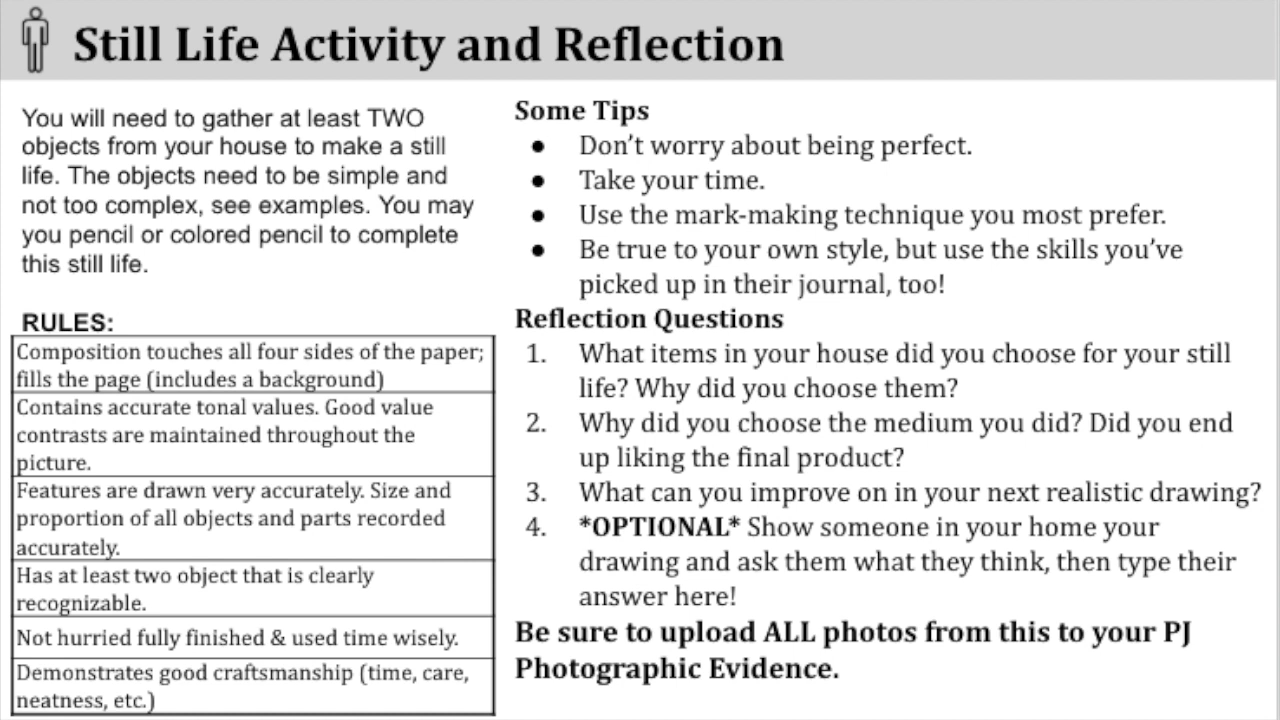 Still Life Activity and Reflection
You will need to gather at least TWO
objects from your house to make a still
life. The objects need to be simple and
not too complex, see examples. You may
you pencil or colored pencil to complete
this still life.
RULES:
Composition touches all four sides of the paper;
fills the page (includes a background)
Contains accurate tonal values. Good value
contrasts are maintained throughout the
picture.
Features are drawn very accurately. Size and
proportion of all objects and parts recorded
accurately.
Has at least two object that is clearly
recognizable.
Not hurried fully finished & used time wisely.
Demonstrates good craftsmanship (time, care,
neatness, etc.)
Some Tips
● Don’t worry about being perfect.
● Take your time.
● Use the mark-making technique you most prefer.
● Be true to your own style, but use the skills you’ve
picked up in their journal, too!
Reflection Questions
1. What items in your house did you choose for your still
life? Why did you choose them?
2. Why did you choose the medium you did? Did you end
up liking the final product?
3. What can you improve on in your next realistic drawing?
4. *OPTIONAL* Show someone in your home your
drawing and ask them what they think, then type their
answer here!
Be sure to upload ALL photos from this to your PJ
Photographic Evidence.